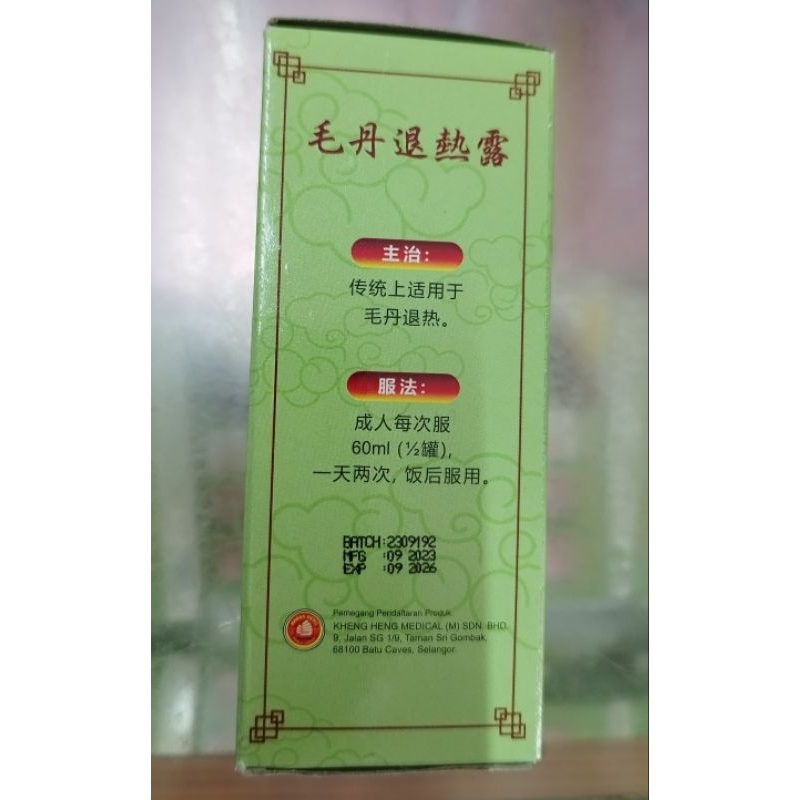 毛丹退熱露
主治:
传统上适用于
毛丹退热。
服法:
成人每次服
60ml (½罐),
一天两次, 饭后服用。
BATCH:2309192
MFG :09 2023
EXP :09 2026
Pemegang Pendaftaran Produk:
KHENG HENG MEDICAL (M) SDN. BHD.
9, Jalan SG 1/9, Taman Sri Gombak,
68100 Batu Caves, Selangor.